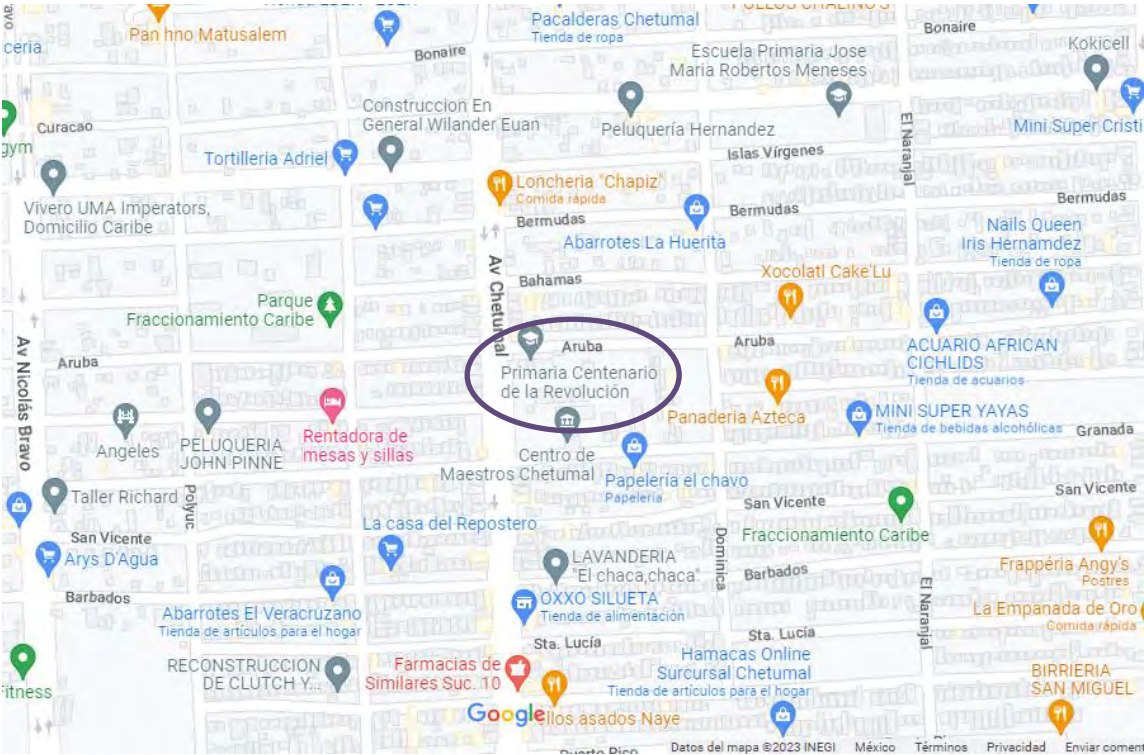 Pan hno Matusalem
Pacalderas Chetumal
Tienda de ropa
Bonaire
Bonaire
Escuela Primaria Jose
Maria Robertos Meneses
Kokicell
Construccion En
General Wilander Euan
Peluquería Hernandez
El Naranjal
Mini Super Cristi
Curacao
gym
Tortilleria Adriel
Islas Vírgenes
Vivero UMA Imperators,
Domicilio Caribe
Loncheria "Chapiz"
Comida rápida
Bermudas
Bermudas
Bermudas
Abarrotes La Huerita
Nails Queen
Iris Hernamdez
Tienda de ropa
Xocolatl Cake'Lu
Bahamas
Av Chetumal
Parque
Fraccionamiento Caribe
Aruba
Aruba
Aruba
Primaria Centenario
de la Revolución
ACUARIO AFRICAN
CICHLIDS
Tienda de acuarios
Av Nicolás Bravo
Angeles
PELUQUERIA
JOHN PINNE
Rentadora de
mesas y sillas
Panaderia Azteca
MINI SUPER YAYAS
Tienda de bebidas alcohólicas
Granada
Centro de
Maestros Chetumal
Papelería el chavo
Papelería
Taller Richard
Polyuc
San Vicente
San Vicente
San Vicente
La casa del Repostero
Fraccionamiento Caribe
Arys D'Agua
LAVANDERIA
"El chaca,chaca"
Dominica
Barbados
Barbados
Frappéria Angy's
Postres
El Naranjal
Abarrotes El Veracruzano
Tienda de artículos para el hogar
OXXO SILUETA
Tienda de alimentación
La Empanada de Oro
Comida rápida
Sta. Lucía
Sta. Lucía
RECONSTRUCCION
DE CLUTCH Y...
Farmacias de
Similares Suc. 10
Hamacas Online
Surcursal Chetumal
Tienda de artículos para el hogar
BIRRIERIA
SAN MIGUEL
Google
llos asados Naye
Datos del mapa ©2023 INEGI México Términos Privacidad Enviar come